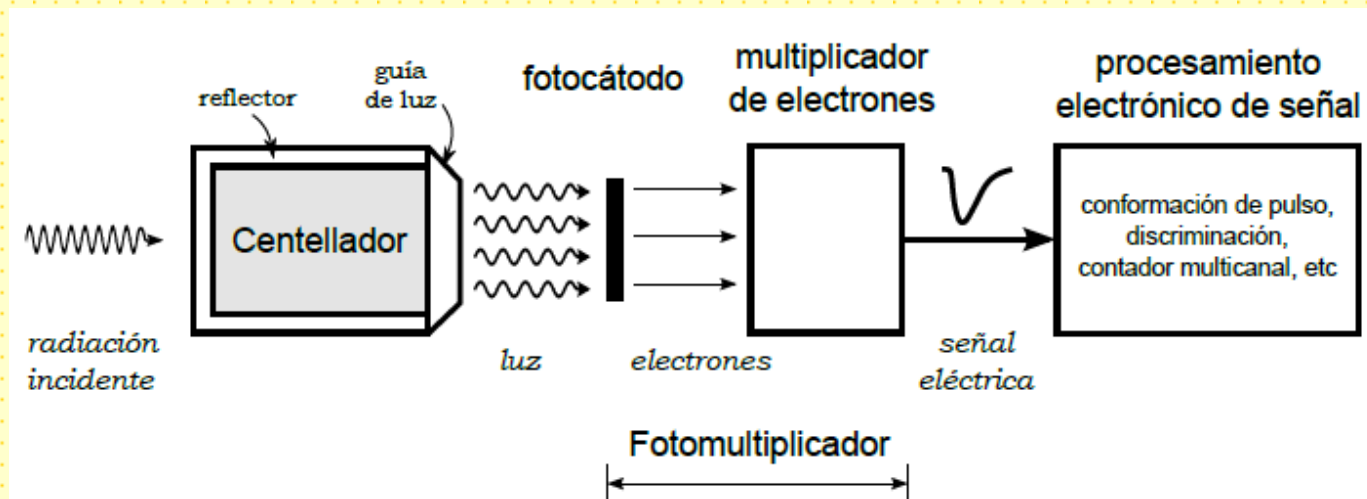 reflector
guía
de luz
fotocátodo
multiplicador
de electrones
procesamiento
electrónico de señal
Centellador
conformación de pulso,
discriminación,
contador multicanal, etc
radiación
incidente
luz
electrones
señal
eléctrica
Fotomultiplicador